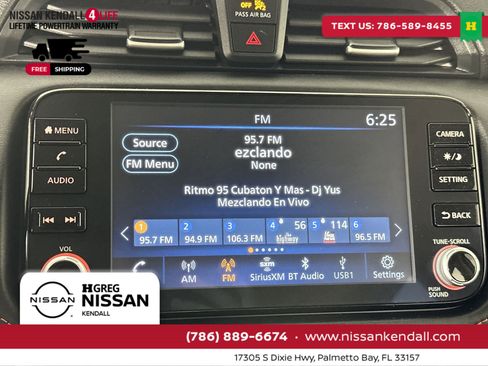 NISSAN KENDALL 4 LIFE
LIFETIME POWERTRAIN WARRANTY
FREE SHIPPING
PASS AIR BAG
TEXT US: 786-589-8455
H
FM
6:25
MENU
AUDIO
VOL
Source
FM Menu
95.7 FM
ezclando
None
Ritmo 95 Cubaton Y Mas - Dj Yus
Mezclando En Vivo
1 95.7 FM
2 94.9 FM
3 106.3 FM
4 56 the highway
5 114
6 96.5 FM
AM
FM
sxm SiriusXM
BT Audio
USB1
Settings
CAMERA
SETTING
BACK
TUNE-SCROLL
PUSH SOUND
NISSAN
HGREG
NISSAN
KENDALL
(786) 889-6674 • www.nissankendall.com
17305 S Dixie Hwy, Palmetto Bay, FL 33157